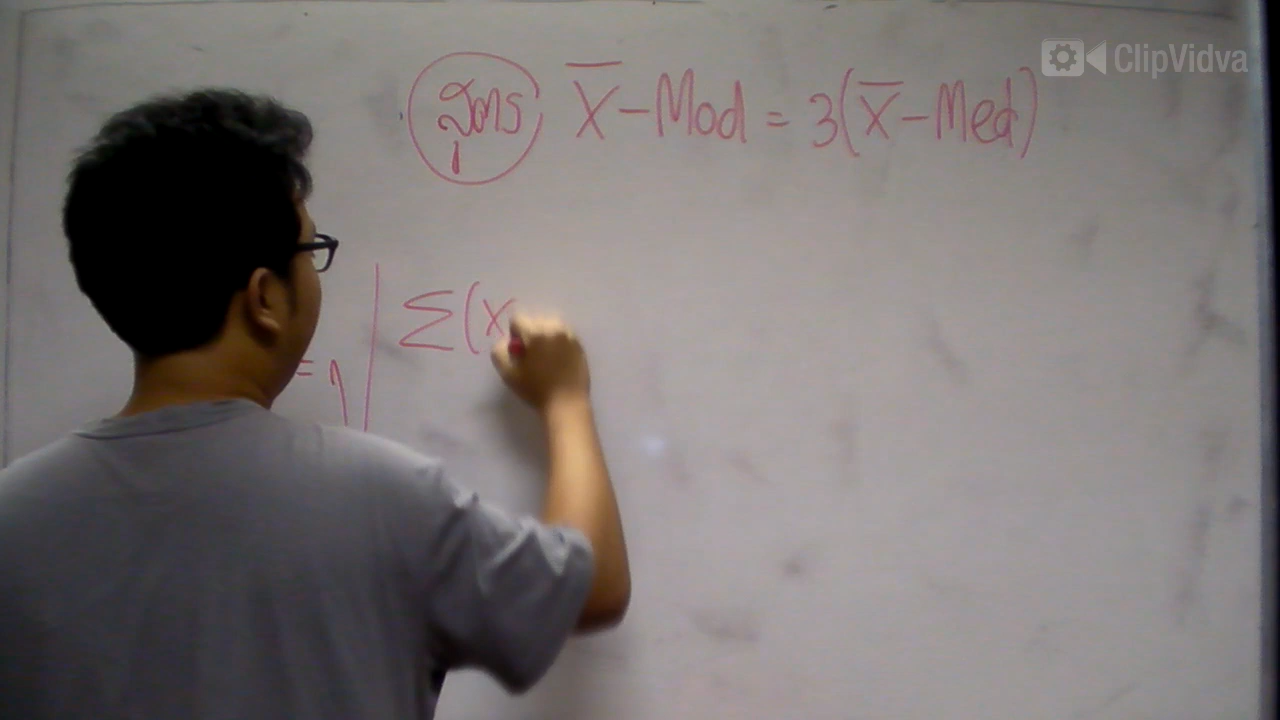 ClipVidva
สูตร X̅ - Mod = 3(X̅ - Med)
= √ Σ(x